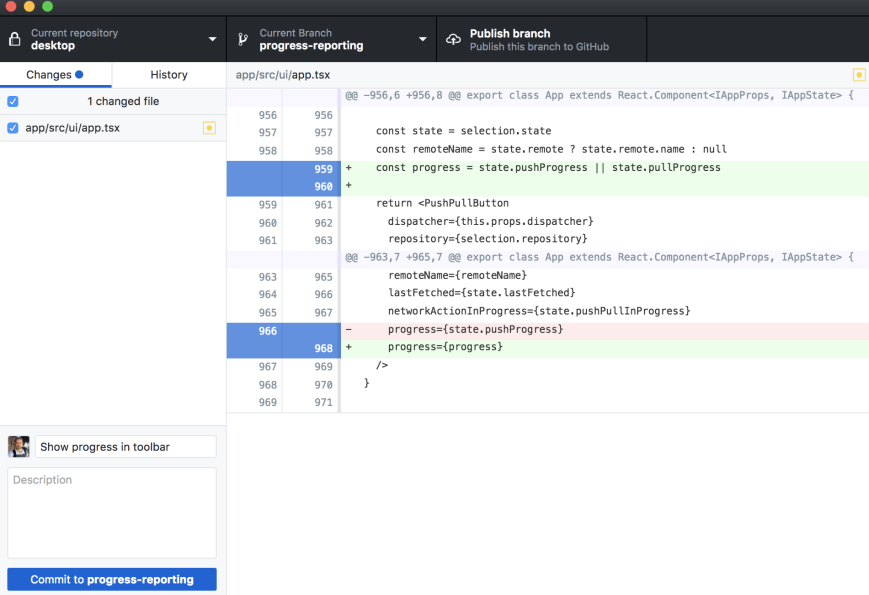 Current repository
desktop
Current Branch
progress-reporting
Publish branch
Publish this branch to GitHub
Changes
History
1 changed file
app/src/ui/app.tsx
app/src/ui/app.tsx
@@ -956,6 +956,8 @@ export class App extends React.Component<IAppProps, IAppState> {
956 956
957 957 const state = selection.state
958 958 const remoteName = state.remote ? state.remote.name : null
959 + const progress = state.pushProgress || state.pullProgress
960 +
959 961 return <PushPullButton
960 962 dispatcher={this.props.dispatcher}
961 963 repository={selection.repository}
@@ -963,7 +965,7 @@ export class App extends React.Component<IAppProps, IAppState> {
963 965 remoteName={remoteName}
964 966 lastFetched={state.lastFetched}
965 967 networkActionInProgress={state.pushPullInProgress}
966 - progress={state.pushProgress}
968 + progress={progress}
967 969 />
968 970 }
969 971
Show progress in toolbar
Description
Commit to progress-reporting